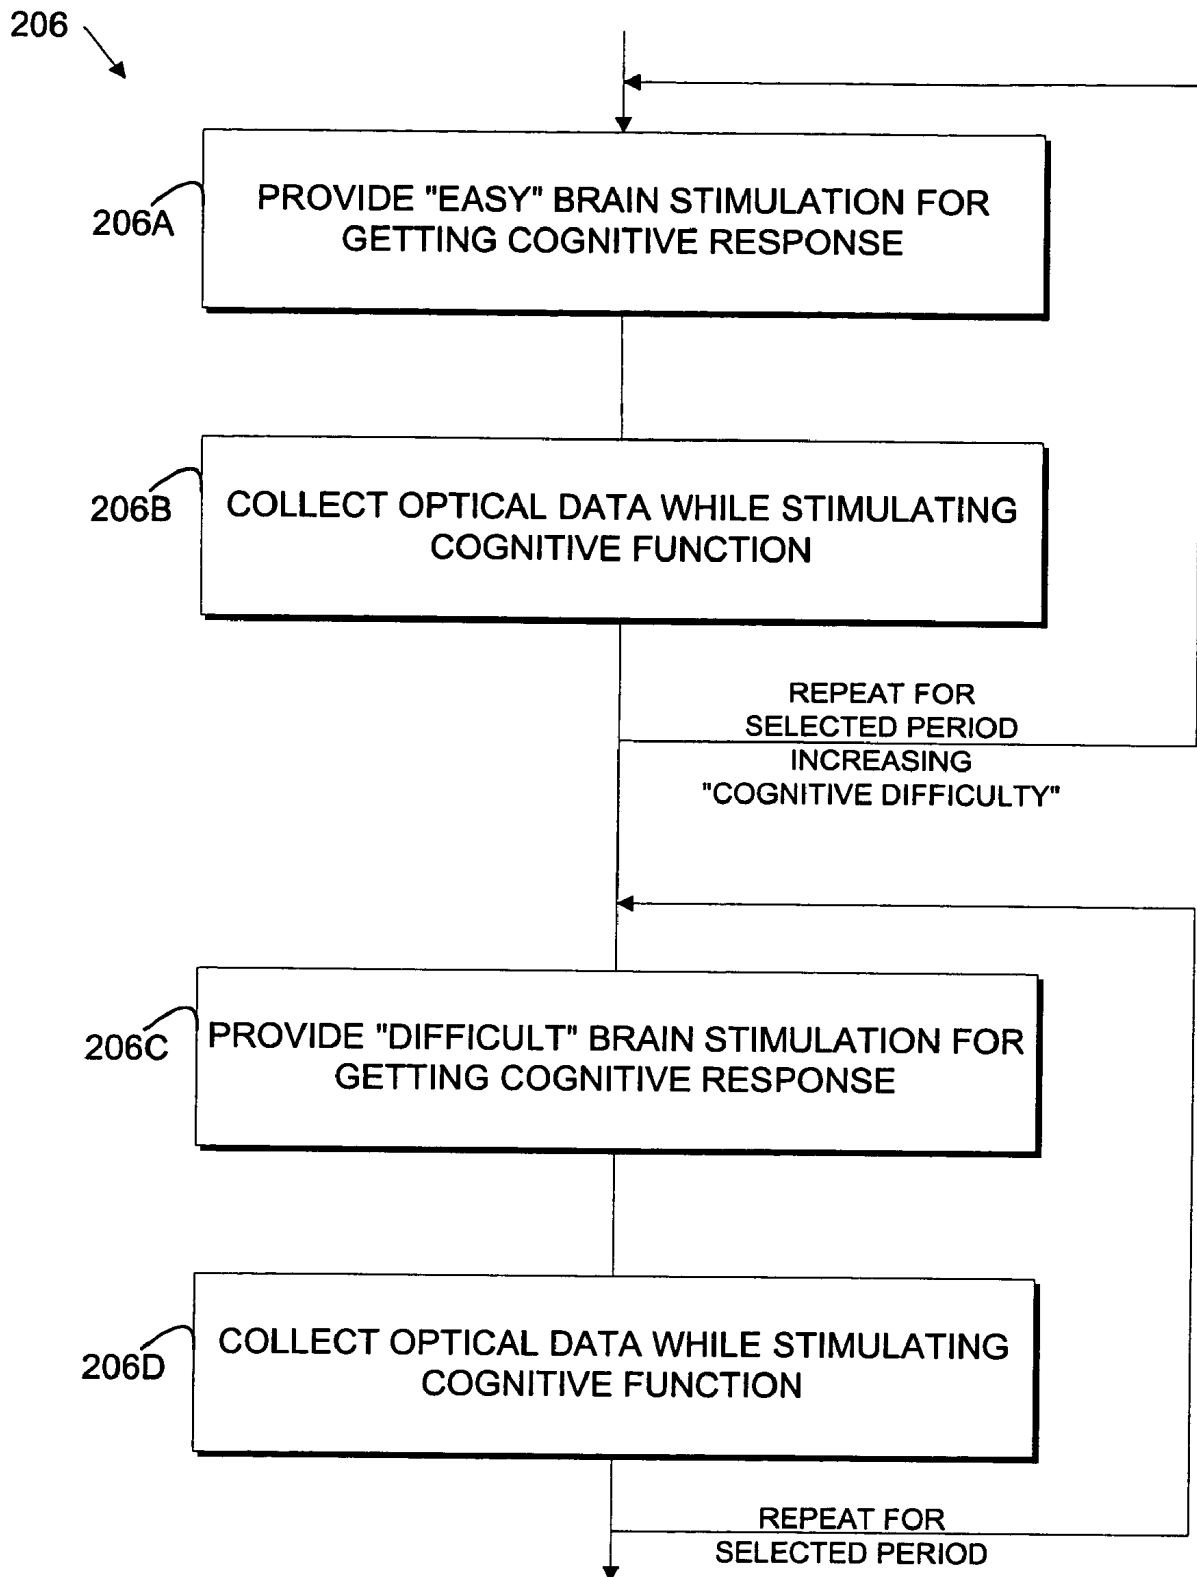 206
206A
PROVIDE "EASY" BRAIN STIMULATION FOR
GETTING COGNITIVE RESPONSE
206B
COLLECT OPTICAL DATA WHILE STIMULATING
COGNITIVE FUNCTION
REPEAT FOR
SELECTED PERIOD
INCREASING
"COGNITIVE DIFFICULTY"
206C
PROVIDE "DIFFICULT" BRAIN STIMULATION FOR
GETTING COGNITIVE RESPONSE
206D
COLLECT OPTICAL DATA WHILE STIMULATING
COGNITIVE FUNCTION
REPEAT FOR
SELECTED PERIOD